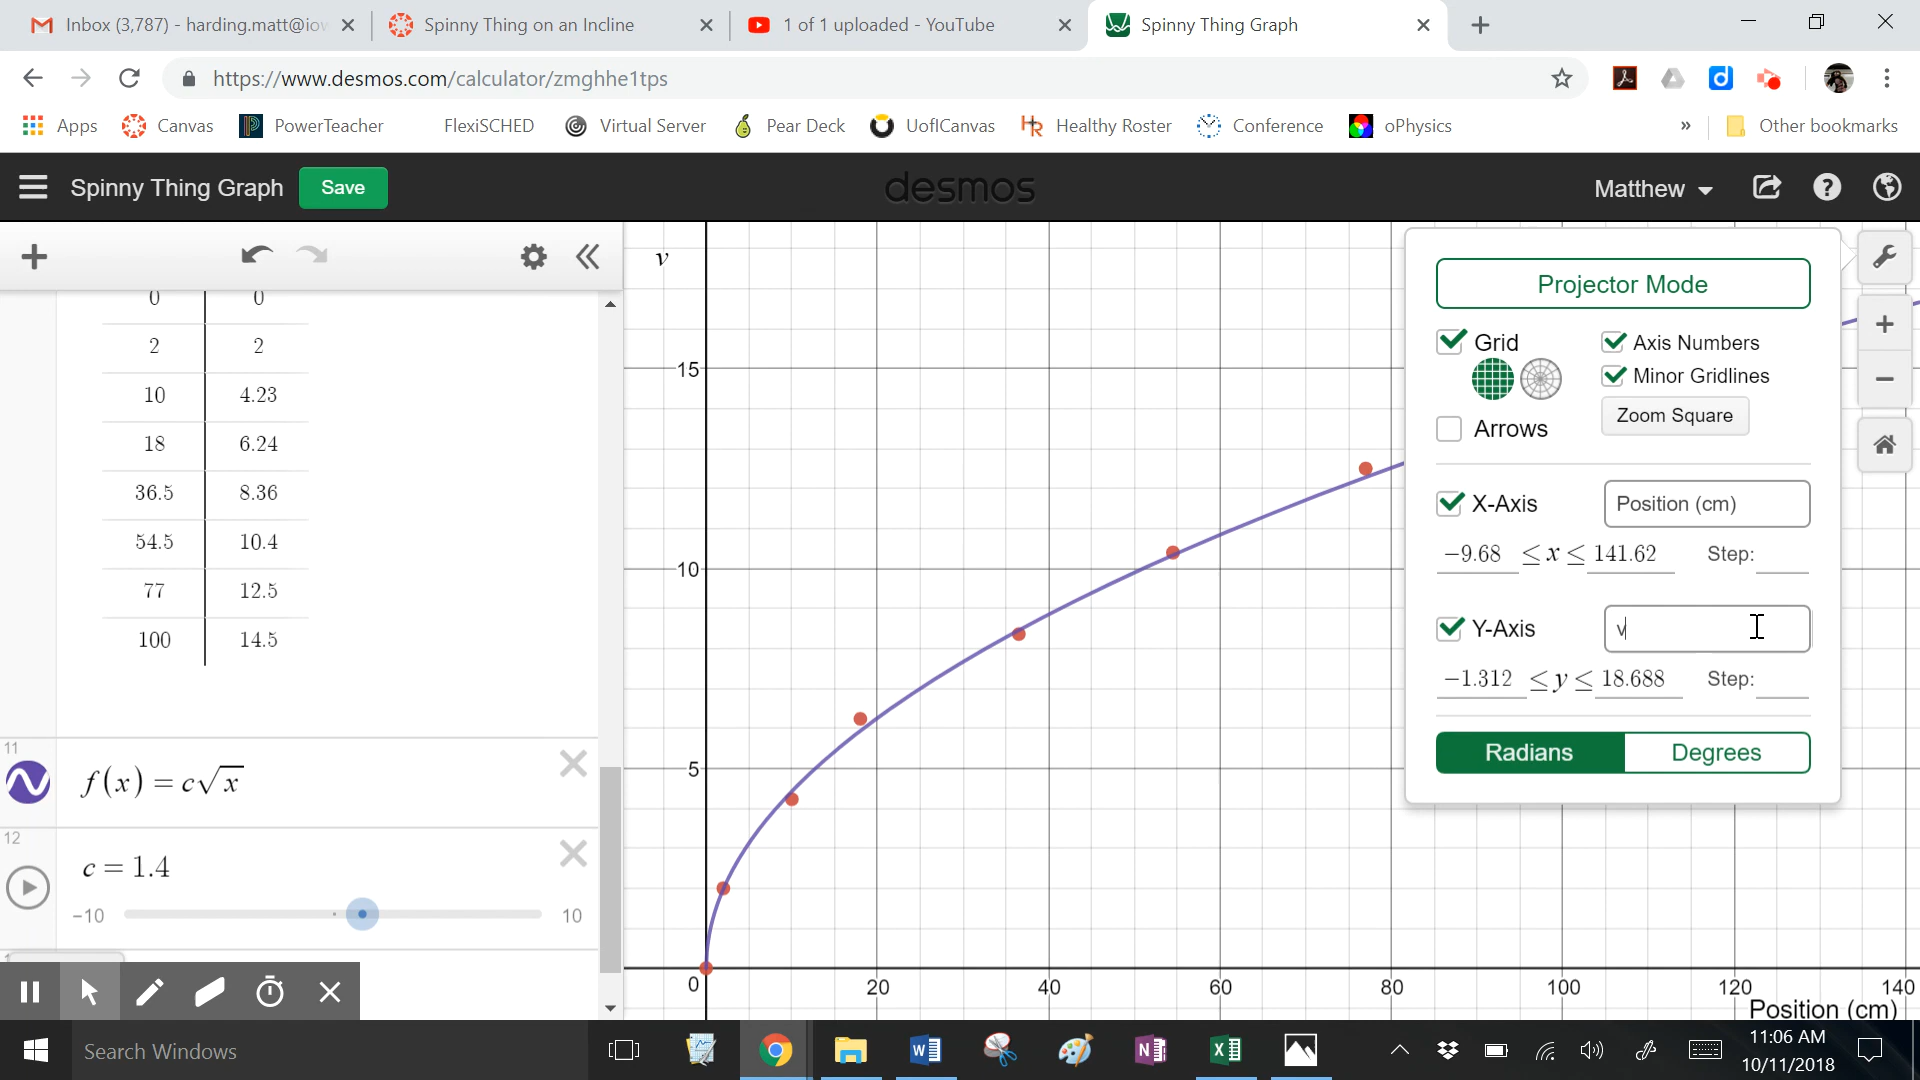 Inbox (3,787) - harding.matt@iow
Spinny Thing on an Incline
1 of 1 uploaded - YouTube
Spinny Thing Graph
https://www.desmos.com/calculator/zmghhe1tps
Apps
Canvas
PowerTeacher
FlexiSCHED
Virtual Server
Pear Deck
UofICanvas
Healthy Roster
Conference
oPhysics
»
Other bookmarks
Spinny Thing Graph
Save
desmos
Matthew
0 0
2 2
10 4.23
18 6.24
36.5 8.36
54.5 10.4
77 12.5
100 14.5
11
f(x) = c√x
12
c = 1.4
-10
10
v
15
10
5
0
20
40
60
80
100
120
140
Position (cm)
Projector Mode
Grid
Axis Numbers
Minor Gridlines
Zoom Square
Arrows
X-Axis
Position (cm)
-9.68 ≤ x ≤ 141.62 Step:
Y-Axis
v
-1.312 ≤ y ≤ 18.688 Step:
Radians
Degrees
Search Windows
11:06 AM
10/11/2018